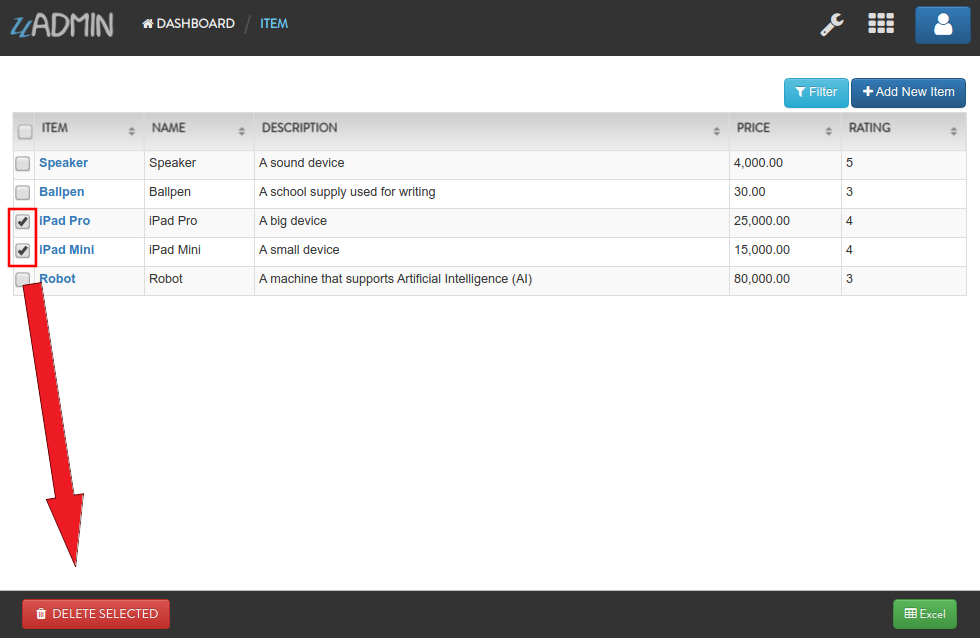 uADMIN DASHBOARD / ITEM
Filter Add New Item
ITEM NAME DESCRIPTION PRICE RATING
Speaker Speaker A sound device 4,000.00 5
Ballpen Ballpen A school supply used for writing 30.00 3
iPad Pro iPad Pro A big device 25,000.00 4
iPad Mini iPad Mini A small device 15,000.00 4
Robot Robot A machine that supports Artificial Intelligence (AI) 80,000.00 3
DELETE SELECTED Excel